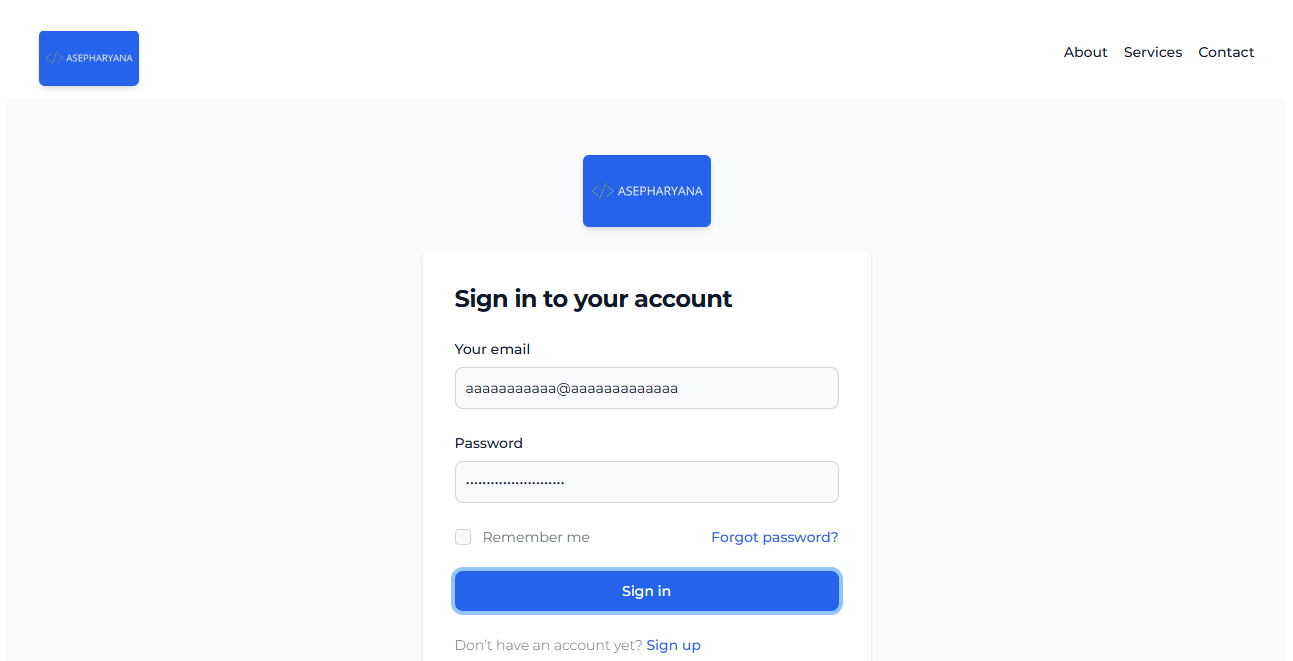 </> ASEPHARYANA
About Services Contact
</> ASEPHARYANA
Sign in to your account
Your email
aaaaaaaaaaa@aaaaaaaaaaaaa
Password
Remember me
Forgot password?
Sign in
Don't have an account yet? Sign up